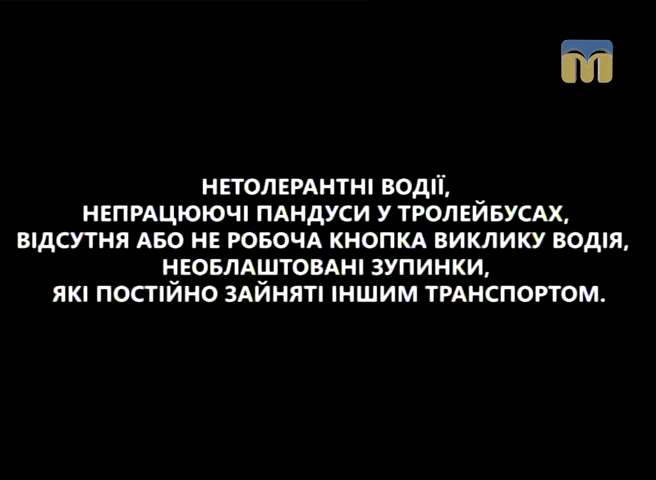 НЕТОЛЕРАНТНІ ВОДІЇ,
НЕПРАЦЮЮЧІ ПАНДУСИ У ТРОЛЕЙБУСАХ,
ВІДСУТНЯ АБО НЕ РОБОЧА КНОПКА ВИКЛИКУ ВОДІЯ,
НЕОБЛАШТОВАНІ ЗУПИНКИ,
ЯКІ ПОСТІЙНО ЗАЙНЯТІ ІНШИМ ТРАНСПОРТОМ.